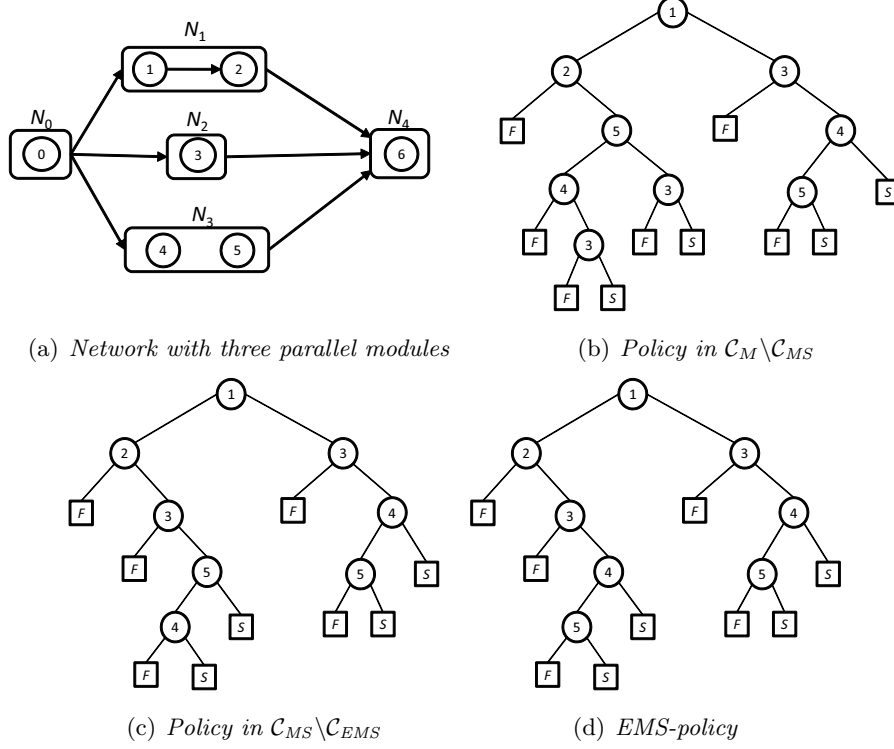 N₁
1 2
N₀
0
N₂
3
N₄
6
N₃
4 5
(a) Network with three parallel modules
1
2 3
F 5 F 4
4 3 5 S
F 3 F S F S
F S
(b) Policy in 𝒞_M\𝒞_MS
1
2 3
F 3 F 4
F 5 5 S
4 S F S
F S
(c) Policy in 𝒞_MS\𝒞_EMS
1
2 3
F 3 F 4
F 4 5 S
5 S F S
F S
(d) EMS-policy